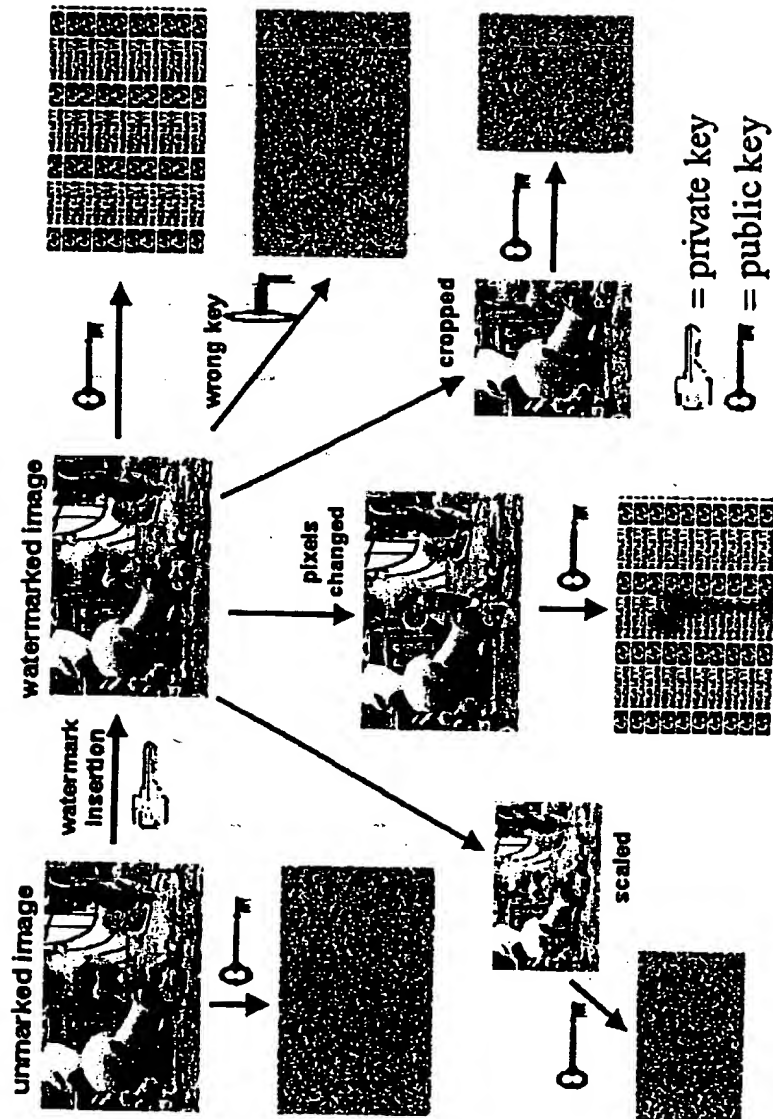 unmarked image
watermark
insertion
watermarked image
wrong key
pixels
changed
cropped
scaled
= private key
= public key